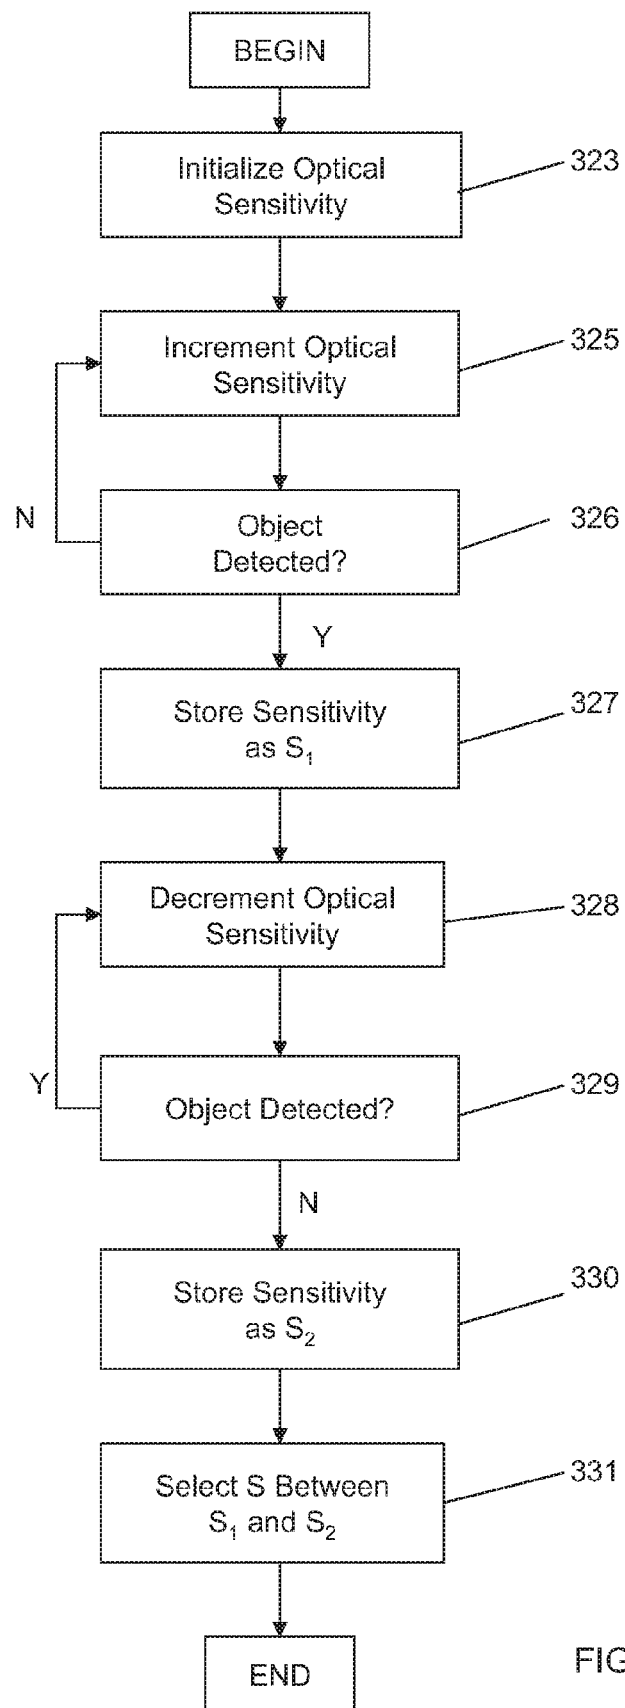 BEGIN
Initialize Optical
Sensitivity
323
Increment Optical
Sensitivity
325
N
Object
Detected?
326
Y
Store Sensitivity
as S₁
327
Decrement Optical
Sensitivity
328
Y
Object Detected?
329
N
Store Sensitivity
as S₂
330
Select S Between
S₁ and S₂
331
END
FIG